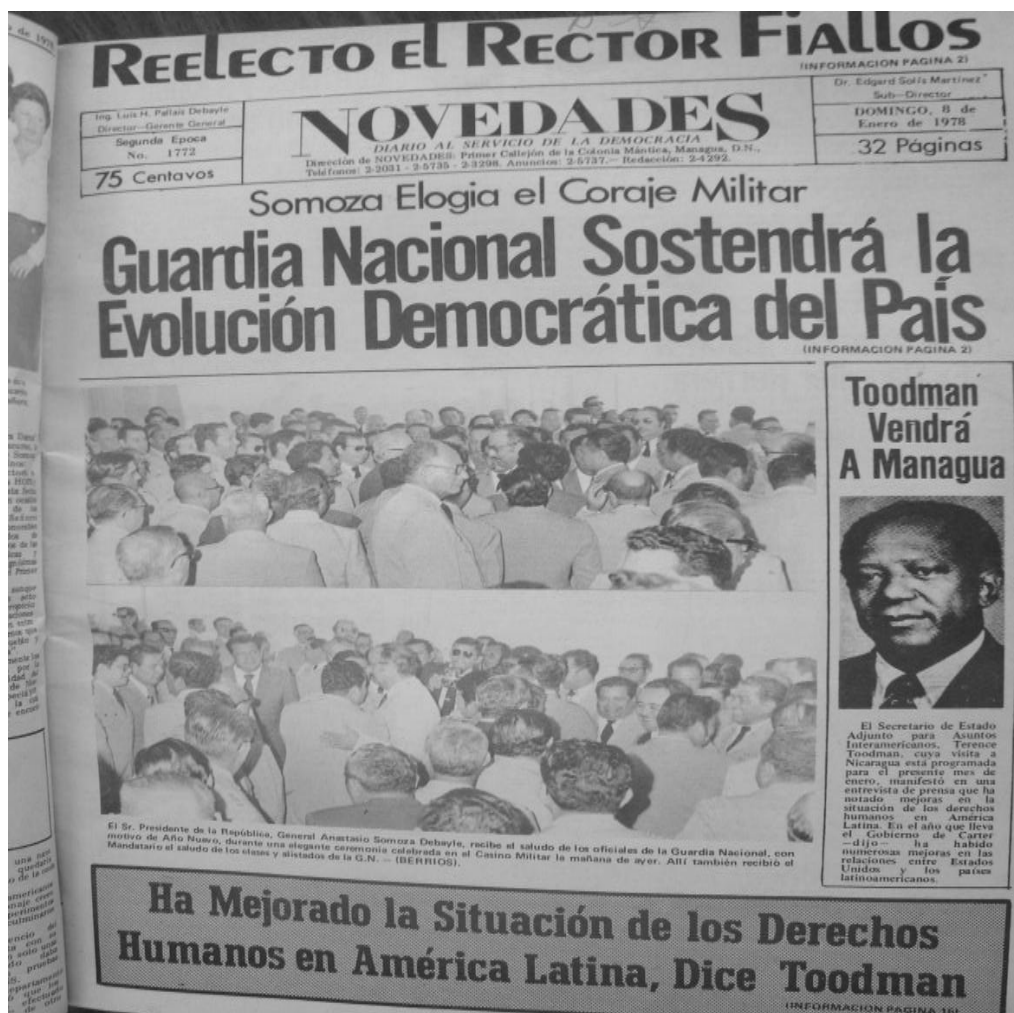 de 1978
REELECTO EL RECTOR FIALLOS
(INFORMACION PAGINA 2)
Ing. Luis H. Pallais Debayle
Director—Gerente General
Segunda Epoca
No. 1772
75 Centavos
NOVEDADES
DIARIO AL SERVICIO DE LA DEMOCRACIA
Dirección de NOVEDADES: Primer Callejón de la Colonia Mántica, Managua, D.N.,
Teléfonos: 2-2031 - 2-5735 - 2-3298. Anuncios: 2-5737.— Redacción: 2-4292.
Dr. Edgard Solís Martínez
Sub—Director
DOMINGO, 8 de
Enero de 1978
32 Páginas
Somoza Elogia el Coraje Militar
Guardia Nacional Sostendrá la
Evolución Democrática del País
(INFORMACION PAGINA 2)
El Sr. Presidente de la República, General Anastasio Somoza Debayle, recibe el saludo de los oficiales de la Guardia Nacional, con
motivo de Año Nuevo, durante una elegante ceremonia celebrada en el Casino Militar la mañana de ayer. Allí también recibió el
Mandatario el saludo de los clases y alistados de la G.N. — (BERRIOS).
Toodman
Vendrá
A Managua
El Secretario de Estado
Adjunto para Asuntos
Interamericanos, Terence
Toodman, cuya visita a
Nicaragua está programada
para el presente mes de
enero, manifestó en una
entrevista de prensa que ha
notado mejoras en la
situación de los derechos
humanos en América
Latina. En el año que lleva
el Gobierno de Carter
—dijo— ha habido
numerosas mejoras en las
relaciones entre Estados
Unidos y los países
latinoamericanos.
Ha Mejorado la Situación de los Derechos
Humanos en América Latina, Dice Toodman
(INFORMACION PAGINA 16)